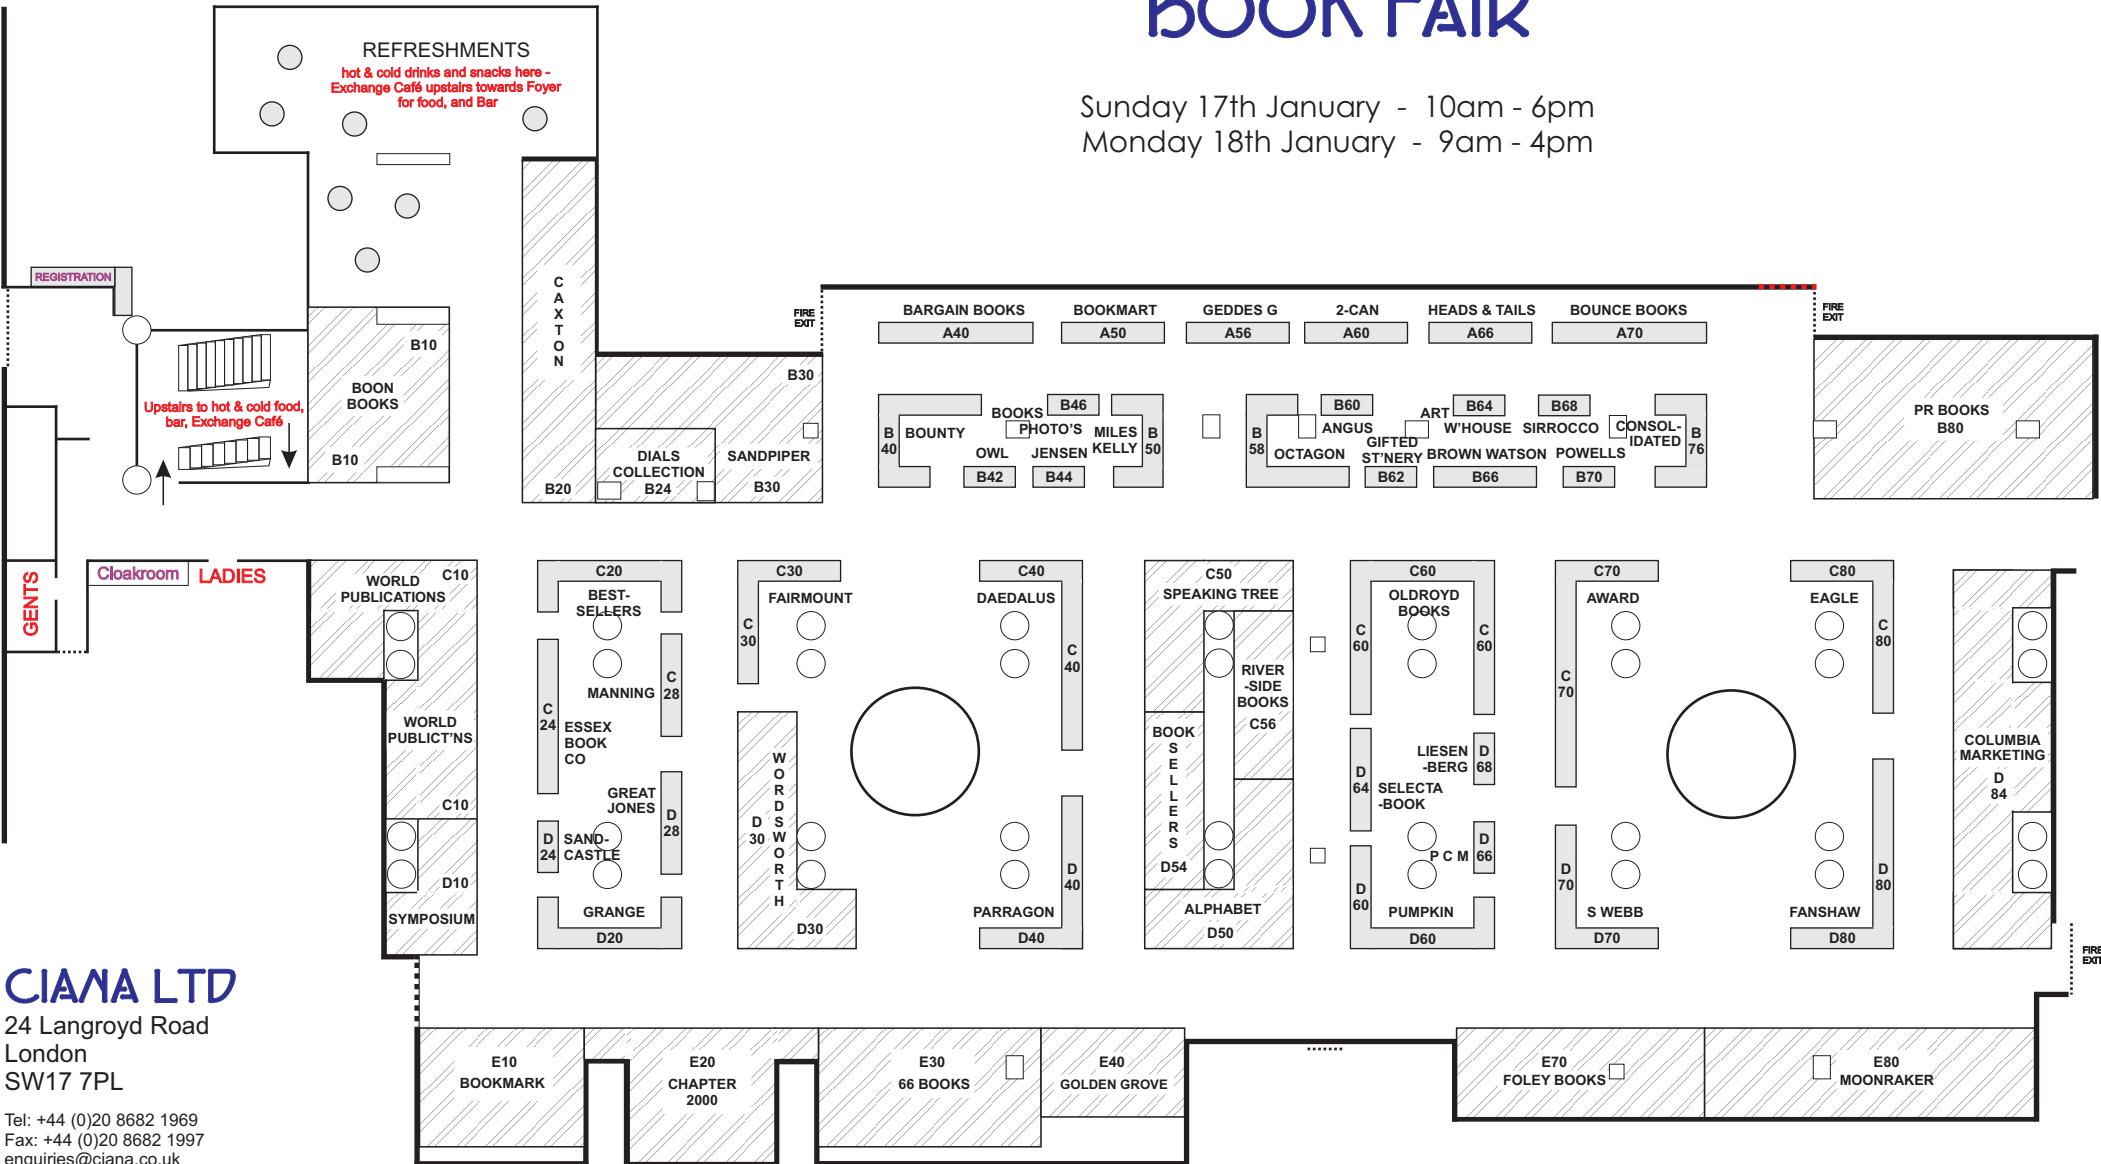 BOOK FAIR
Sunday 17th January - 10am - 6pm
Monday 18th January - 9am - 4pm
REFRESHMENTS
hot & cold drinks and snacks here -
Exchange Café upstairs towards Foyer
for food, and Bar
REGISTRATION
Upstairs to hot & cold food,
bar, Exchange Café
B10
BOON
BOOKS
B10
CAXTON
B20
B30
DIALS
COLLECTION
B24
SANDPIPER
B30
FIRE
EXIT
BARGAIN BOOKS
A40
BOOKMART
A50
GEDDES G
A56
2-CAN
A60
HEADS & TAILS
A66
BOUNCE BOOKS
A70
FIRE
EXIT
B
40
BOUNTY
BOOKS
PHOTO'S
B46
OWL
B42
JENSEN
B44
MILES
KELLY
B
50
B
58
OCTAGON
B60
ANGUS
GIFTED
ST'NERY
B62
ART
W'HOUSE
B64
BROWN WATSON
B66
B68
SIRROCCO
POWELLS
B70
CONSOL-
IDATED
B
76
PR BOOKS
B80
GENTS
Cloakroom
LADIES
WORLD
PUBLICATIONS
C10
WORLD
PUBLICT'NS
C10
D10
SYMPOSIUM
C20
BEST-
SELLERS
MANNING
C
28
C
24
ESSEX
BOOK
CO
GREAT
JONES
D
28
D
24
SAND-
CASTLE
GRANGE
D20
C30
FAIRMOUNT
C
30
WORDSWORTH
D
30
D30
C40
DAEDALUS
C
40
D
40
PARRAGON
D40
C50
SPEAKING TREE
RIVER
-SIDE
BOOKS
C56
BOOK
SELLERS
D54
ALPHABET
D50
C60
OLDROYD
BOOKS
C
60
C
60
LIESEN
-BERG
D
68
D
64
SELECTA
-BOOK
P C M
D
66
D
60
PUMPKIN
D60
C70
AWARD
C
70
D
70
S WEBB
D70
C80
EAGLE
C
80
D
80
FANSHAW
D80
COLUMBIA
MARKETING
D
84
FIRE
EXIT
E10
BOOKMARK
E20
CHAPTER
2000
E30
66 BOOKS
E40
GOLDEN GROVE
E70
FOLEY BOOKS
E80
MOONRAKER
CIANA LTD
24 Langroyd Road
London
SW17 7PL
Tel: +44 (0)20 8682 1969
Fax: +44 (0)20 8682 1997
enquiries@ciana.co.uk